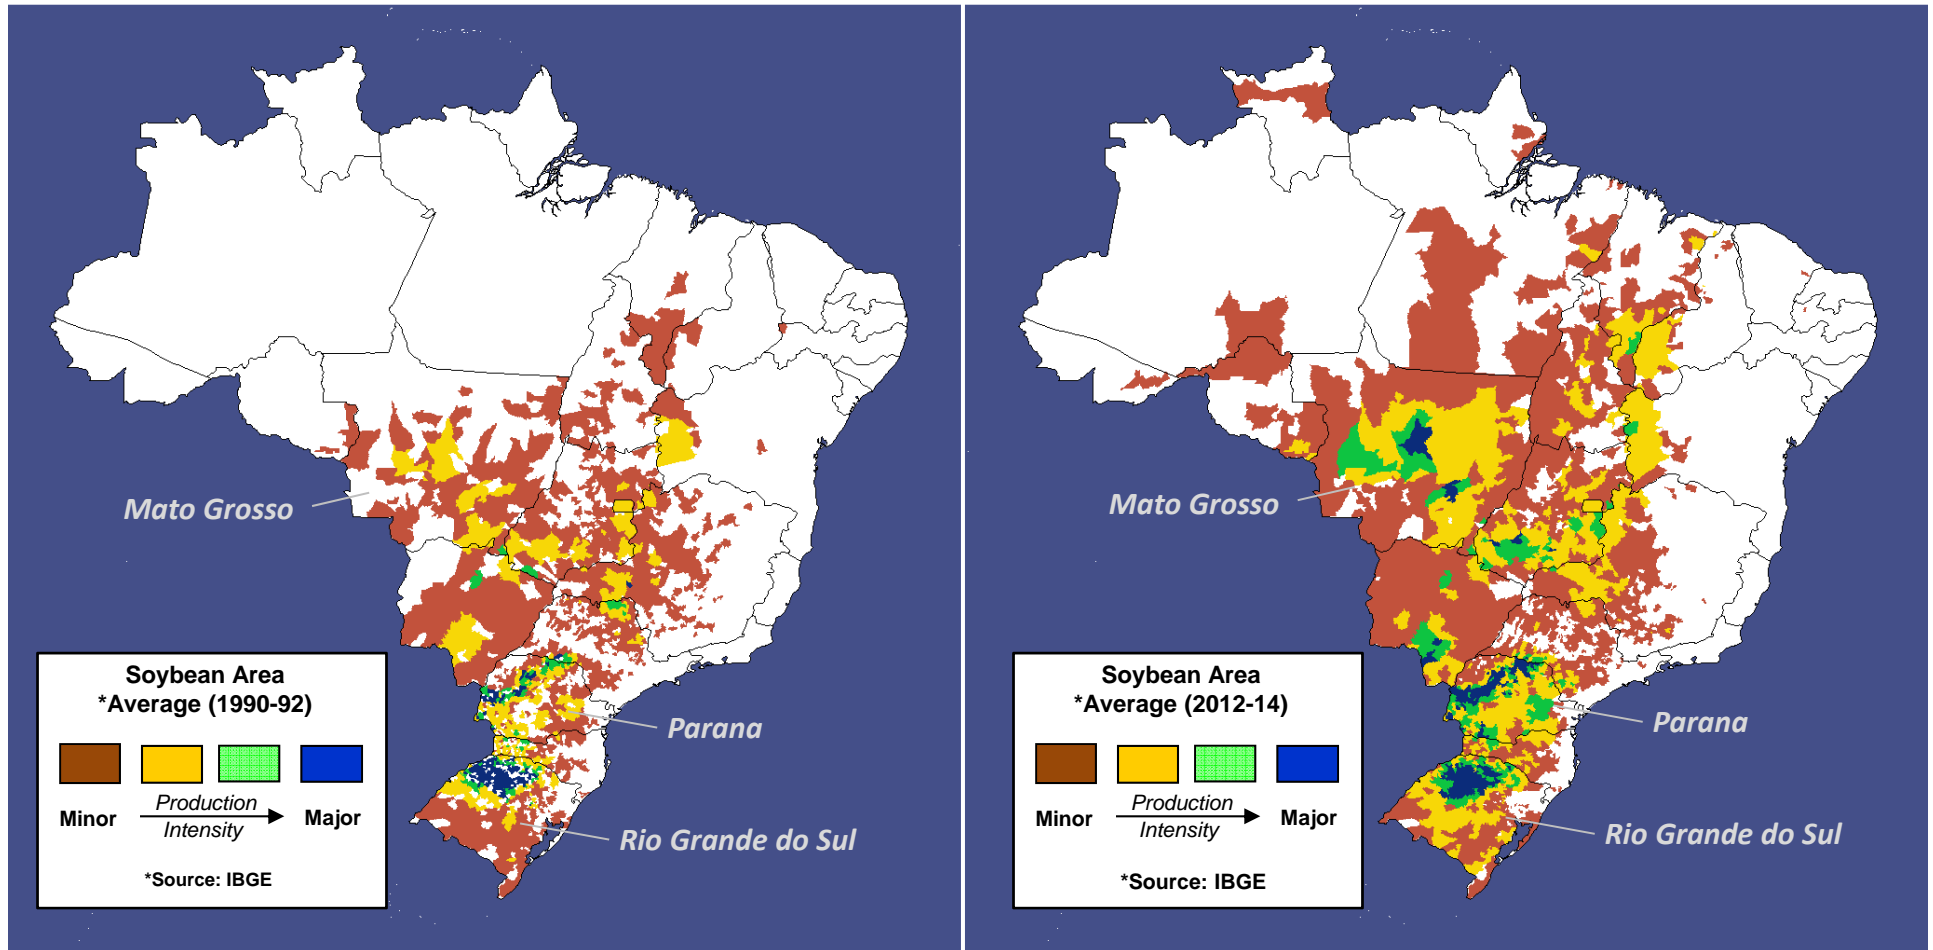 Mato Grosso
Parana
Rio Grande do Sul
Soybean Area
*Average (1990-92)
Minor
Production
Intensity
Major
*Source: IBGE
Mato Grosso
Parana
Rio Grande do Sul
Soybean Area
*Average (2012-14)
Minor
Production
Intensity
Major
*Source: IBGE